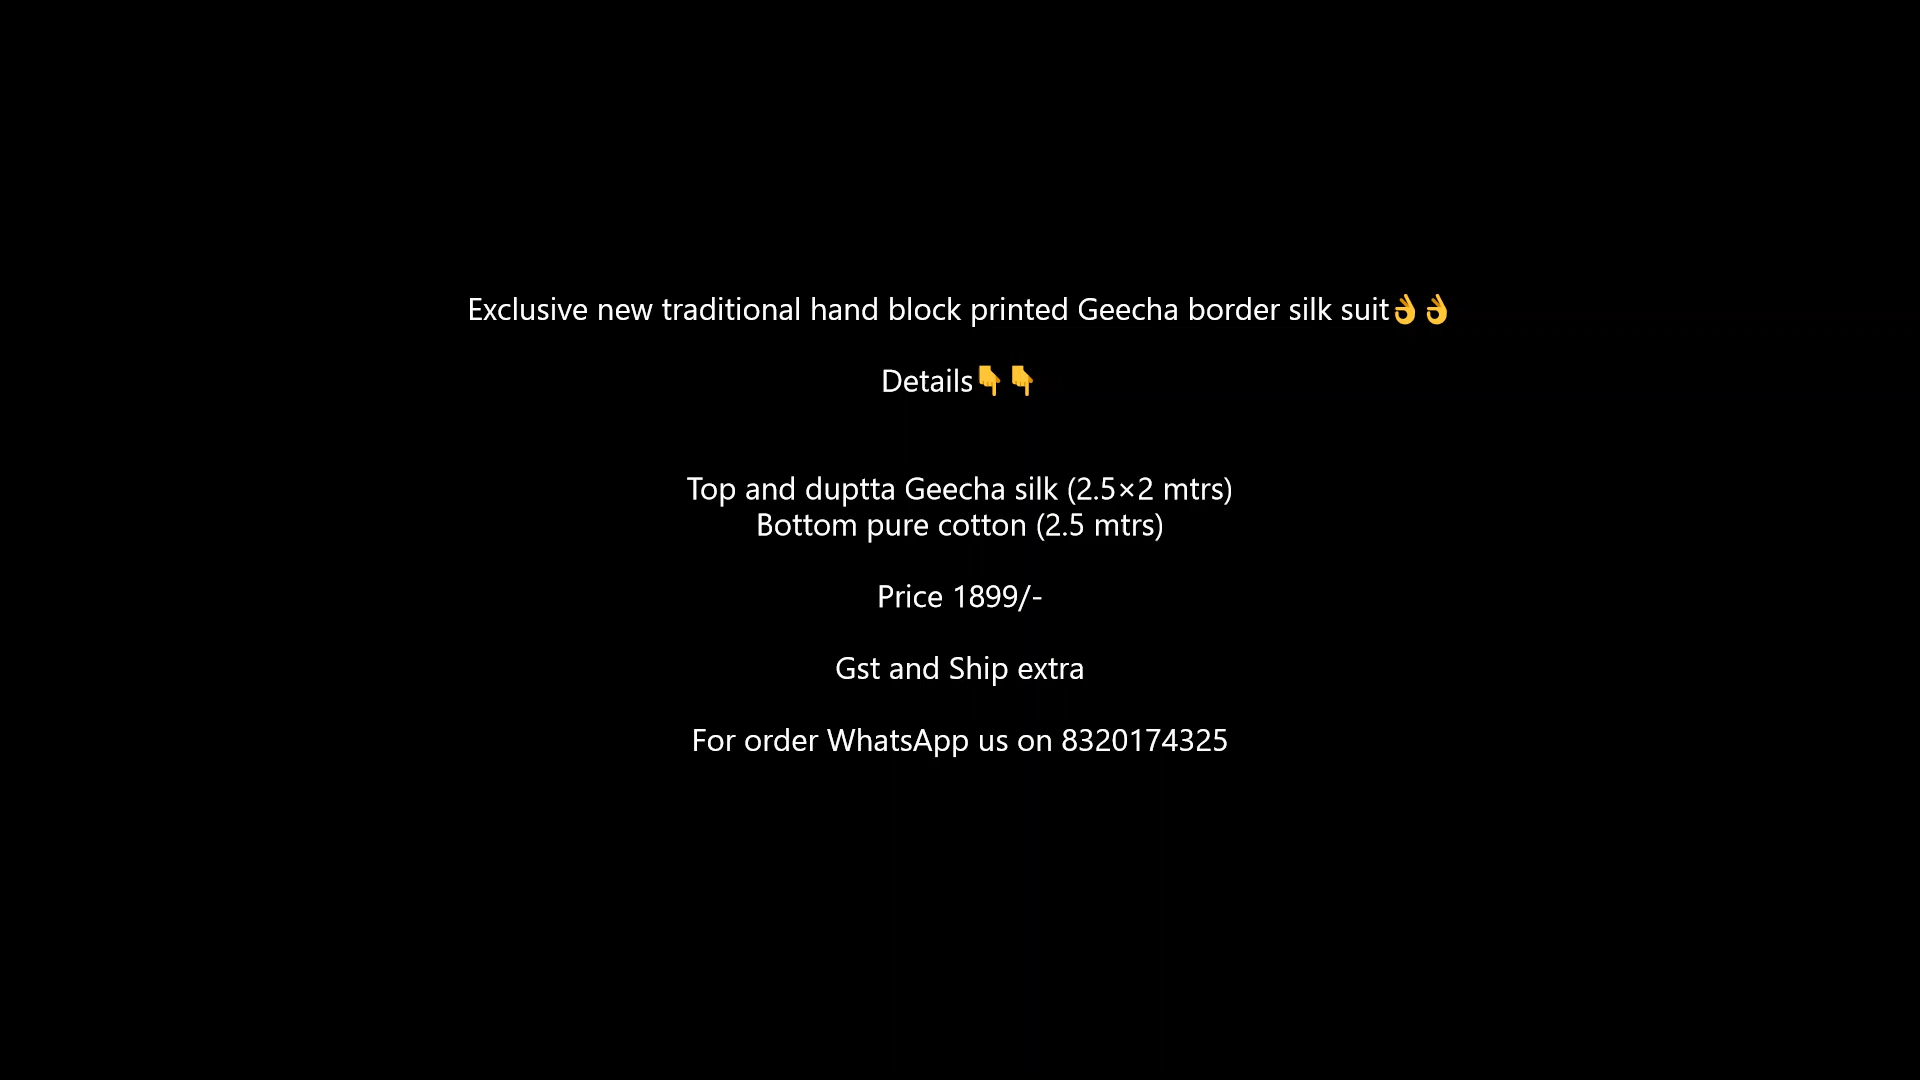 Exclusive new traditional hand block printed Geecha border silk suit👌👌
Details👇👇
Top and duptta Geecha silk (2.5×2 mtrs)
Bottom pure cotton (2.5 mtrs)
Price 1899/-
Gst and Ship extra
For order WhatsApp us on 8320174325